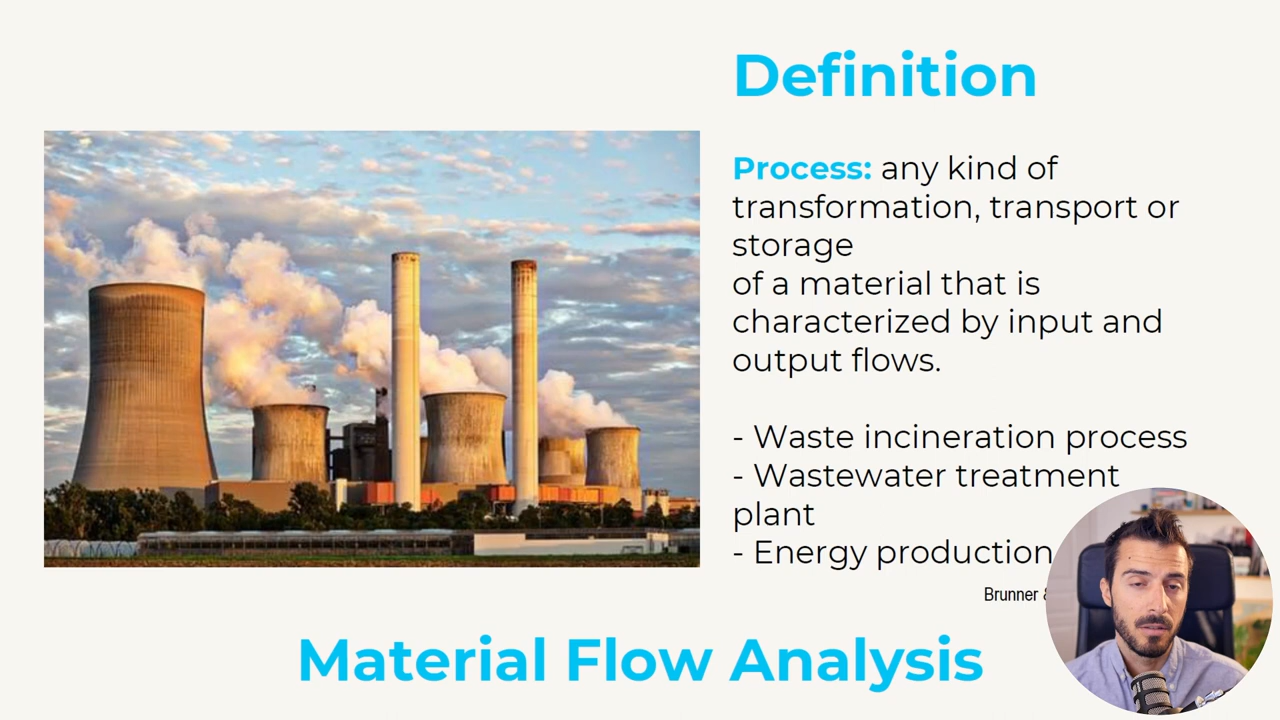 Definition
Process: any kind of
transformation, transport or
storage
of a material that is
characterized by input and
output flows.
- Waste incineration process
- Wastewater treatment
plant
- Energy production
Brunner
Material Flow Analysis